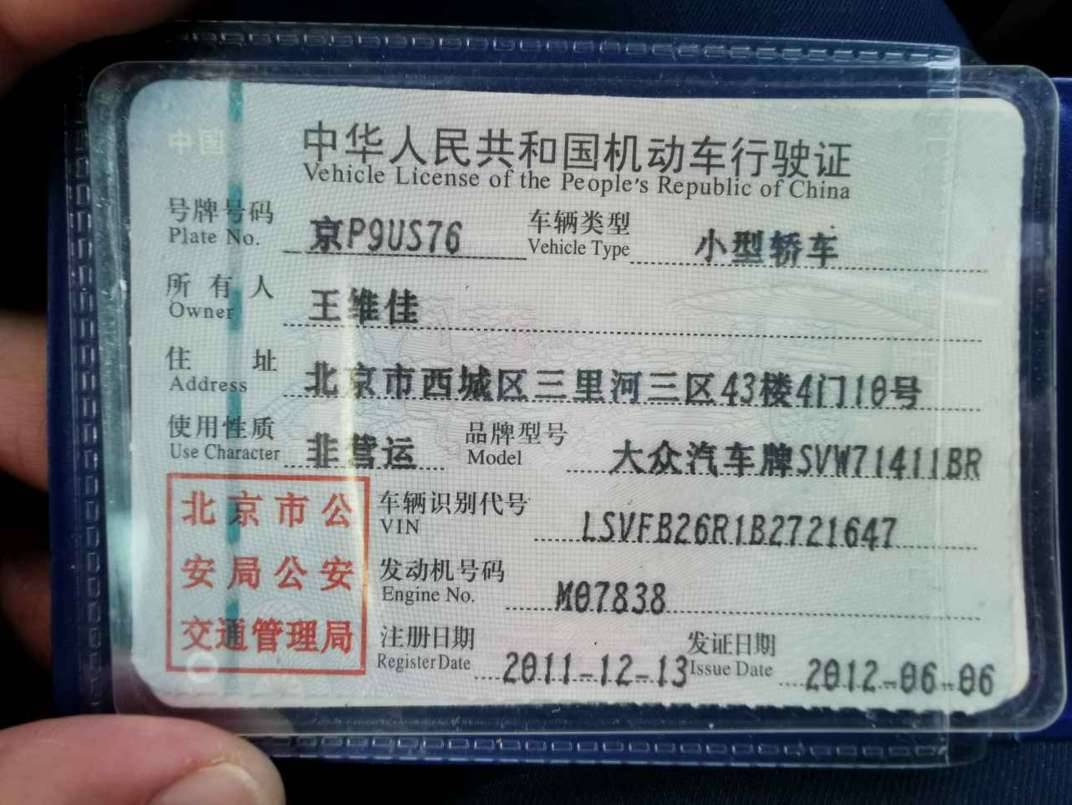 中国
中华人民共和国机动车行驶证
Vehicle License of the People's Republic of China
号牌号码 京P9US76 车辆类型 小型轿车
Plate No. Vehicle Type
所有人 王维佳
Owner
住址 北京市西城区三里河三区43楼4门10号
Address
使用性质 非营运 品牌型号 大众汽车牌SVW71411BR
Use Character Model
北京市公
安局公安
交通管理局
车辆识别代号 LSVFB26R1B2721647
VIN
发动机号码 M07838
Engine No.
注册日期 2011-12-13 发证日期 2012-06-06
Register Date Issue Date